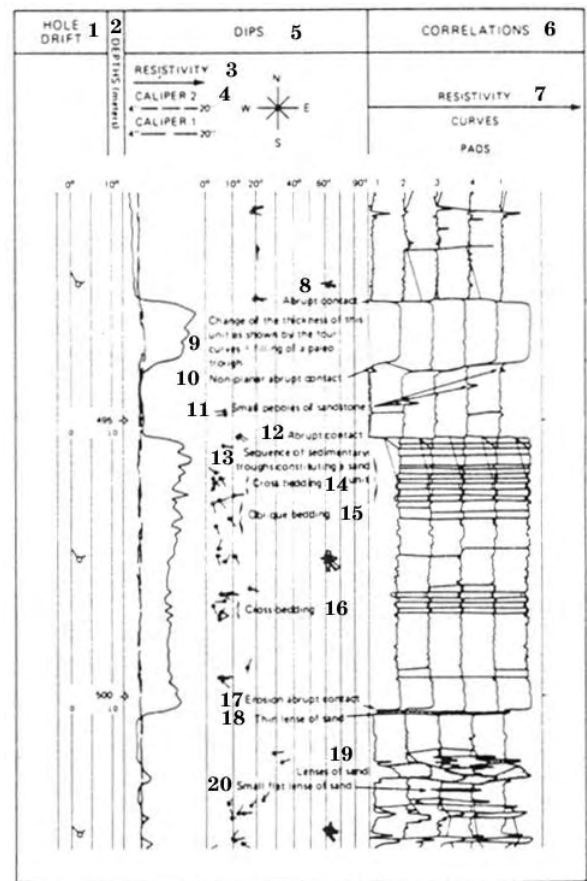 HOLE DRIFT 1
2 DEPTHS (meters)
DIPS 5
CORRELATIONS 6
RESISTIVITY 3
CALIPER 2 4
4" 20"
CALIPER 1
4" 20"
N
W E
S
RESISTIVITY 7
CURVES
PADS
0° 10° 0° 10° 20° 40° 60° 90° 1 2 3 4 1
8
Abrupt contact
Change of the thickness of this
unit as shown by the four
9 curves = filling of a paleo
trough
10 Non planar abrupt contact
11 Small pebbles of sandstone
495
0 10
12 Abrupt contact
13 Sequence of sedimentary
troughs constituting a sand
unit
Cross bedding 14
Oblique bedding 15
Cross-bedding 16
500
0 10
17 Erosion abrupt contact
18 Thin lense of sand
19
Lenses of sand
20 Small flat lense of sand